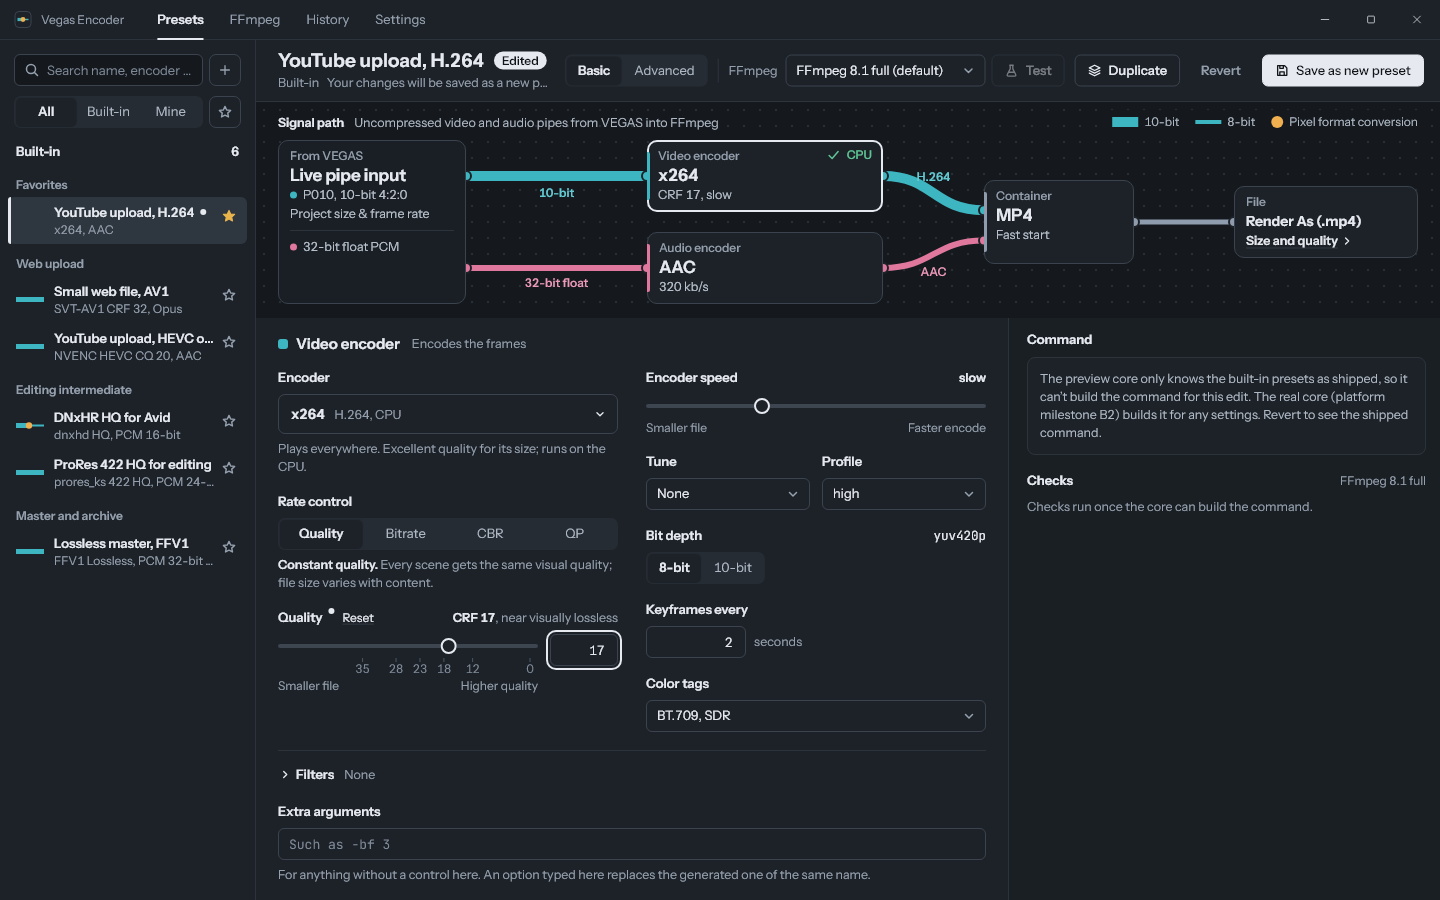 Vegas Encoder
Presets
FFmpeg
History
Settings
Search name, encoder ...
All
Built-in
Mine
Built-in
6
Favorites
YouTube upload, H.264
x264, AAC
Web upload
Small web file, AV1
SVT-AV1 CRF 32, Opus
YouTube upload, HEVC o...
NVENC HEVC CQ 20, AAC
Editing intermediate
DNxHR HQ for Avid
dnxhd HQ, PCM 16-bit
ProRes 422 HQ for editing
prores_ks 422 HQ, PCM 24-...
Master and archive
Lossless master, FFV1
FFV1 Lossless, PCM 32-bit ...
YouTube upload, H.264
Edited
Built-in
Your changes will be saved as a new p...
Basic
Advanced
FFmpeg
FFmpeg 8.1 full (default)
Test
Duplicate
Revert
Save as new preset
Signal path
Uncompressed video and audio pipes from VEGAS into FFmpeg
10-bit
8-bit
Pixel format conversion
From VEGAS
Live pipe input
P010, 10-bit 4:2:0
Project size & frame rate
32-bit float PCM
10-bit
32-bit float
Video encoder
CPU
x264
CRF 17, slow
Audio encoder
AAC
320 kb/s
H.264
AAC
Container
MP4
Fast start
File
Render As (.mp4)
Size and quality
Video encoder
Encodes the frames
Encoder
x264
H.264, CPU
Plays everywhere. Excellent quality for its size; runs on the
CPU.
Rate control
Quality
Bitrate
CBR
QP
Constant quality. Every scene gets the same visual quality;
file size varies with content.
Quality
Reset
CRF 17, near visually lossless
17
35
28
23
18
12
0
Smaller file
Higher quality
Encoder speed
slow
Smaller file
Faster encode
Tune
Profile
None
high
Bit depth
yuv420p
8-bit
10-bit
Keyframes every
2
seconds
Color tags
BT.709, SDR
Filters
None
Extra arguments
Such as -bf 3
For anything without a control here. An option typed here replaces the generated one of the same name.
Command
The preview core only knows the built-in presets as shipped, so it
can't build the command for this edit. The real core (platform
milestone B2) builds it for any settings. Revert to see the shipped
command.
Checks
FFmpeg 8.1 full
Checks run once the core can build the command.